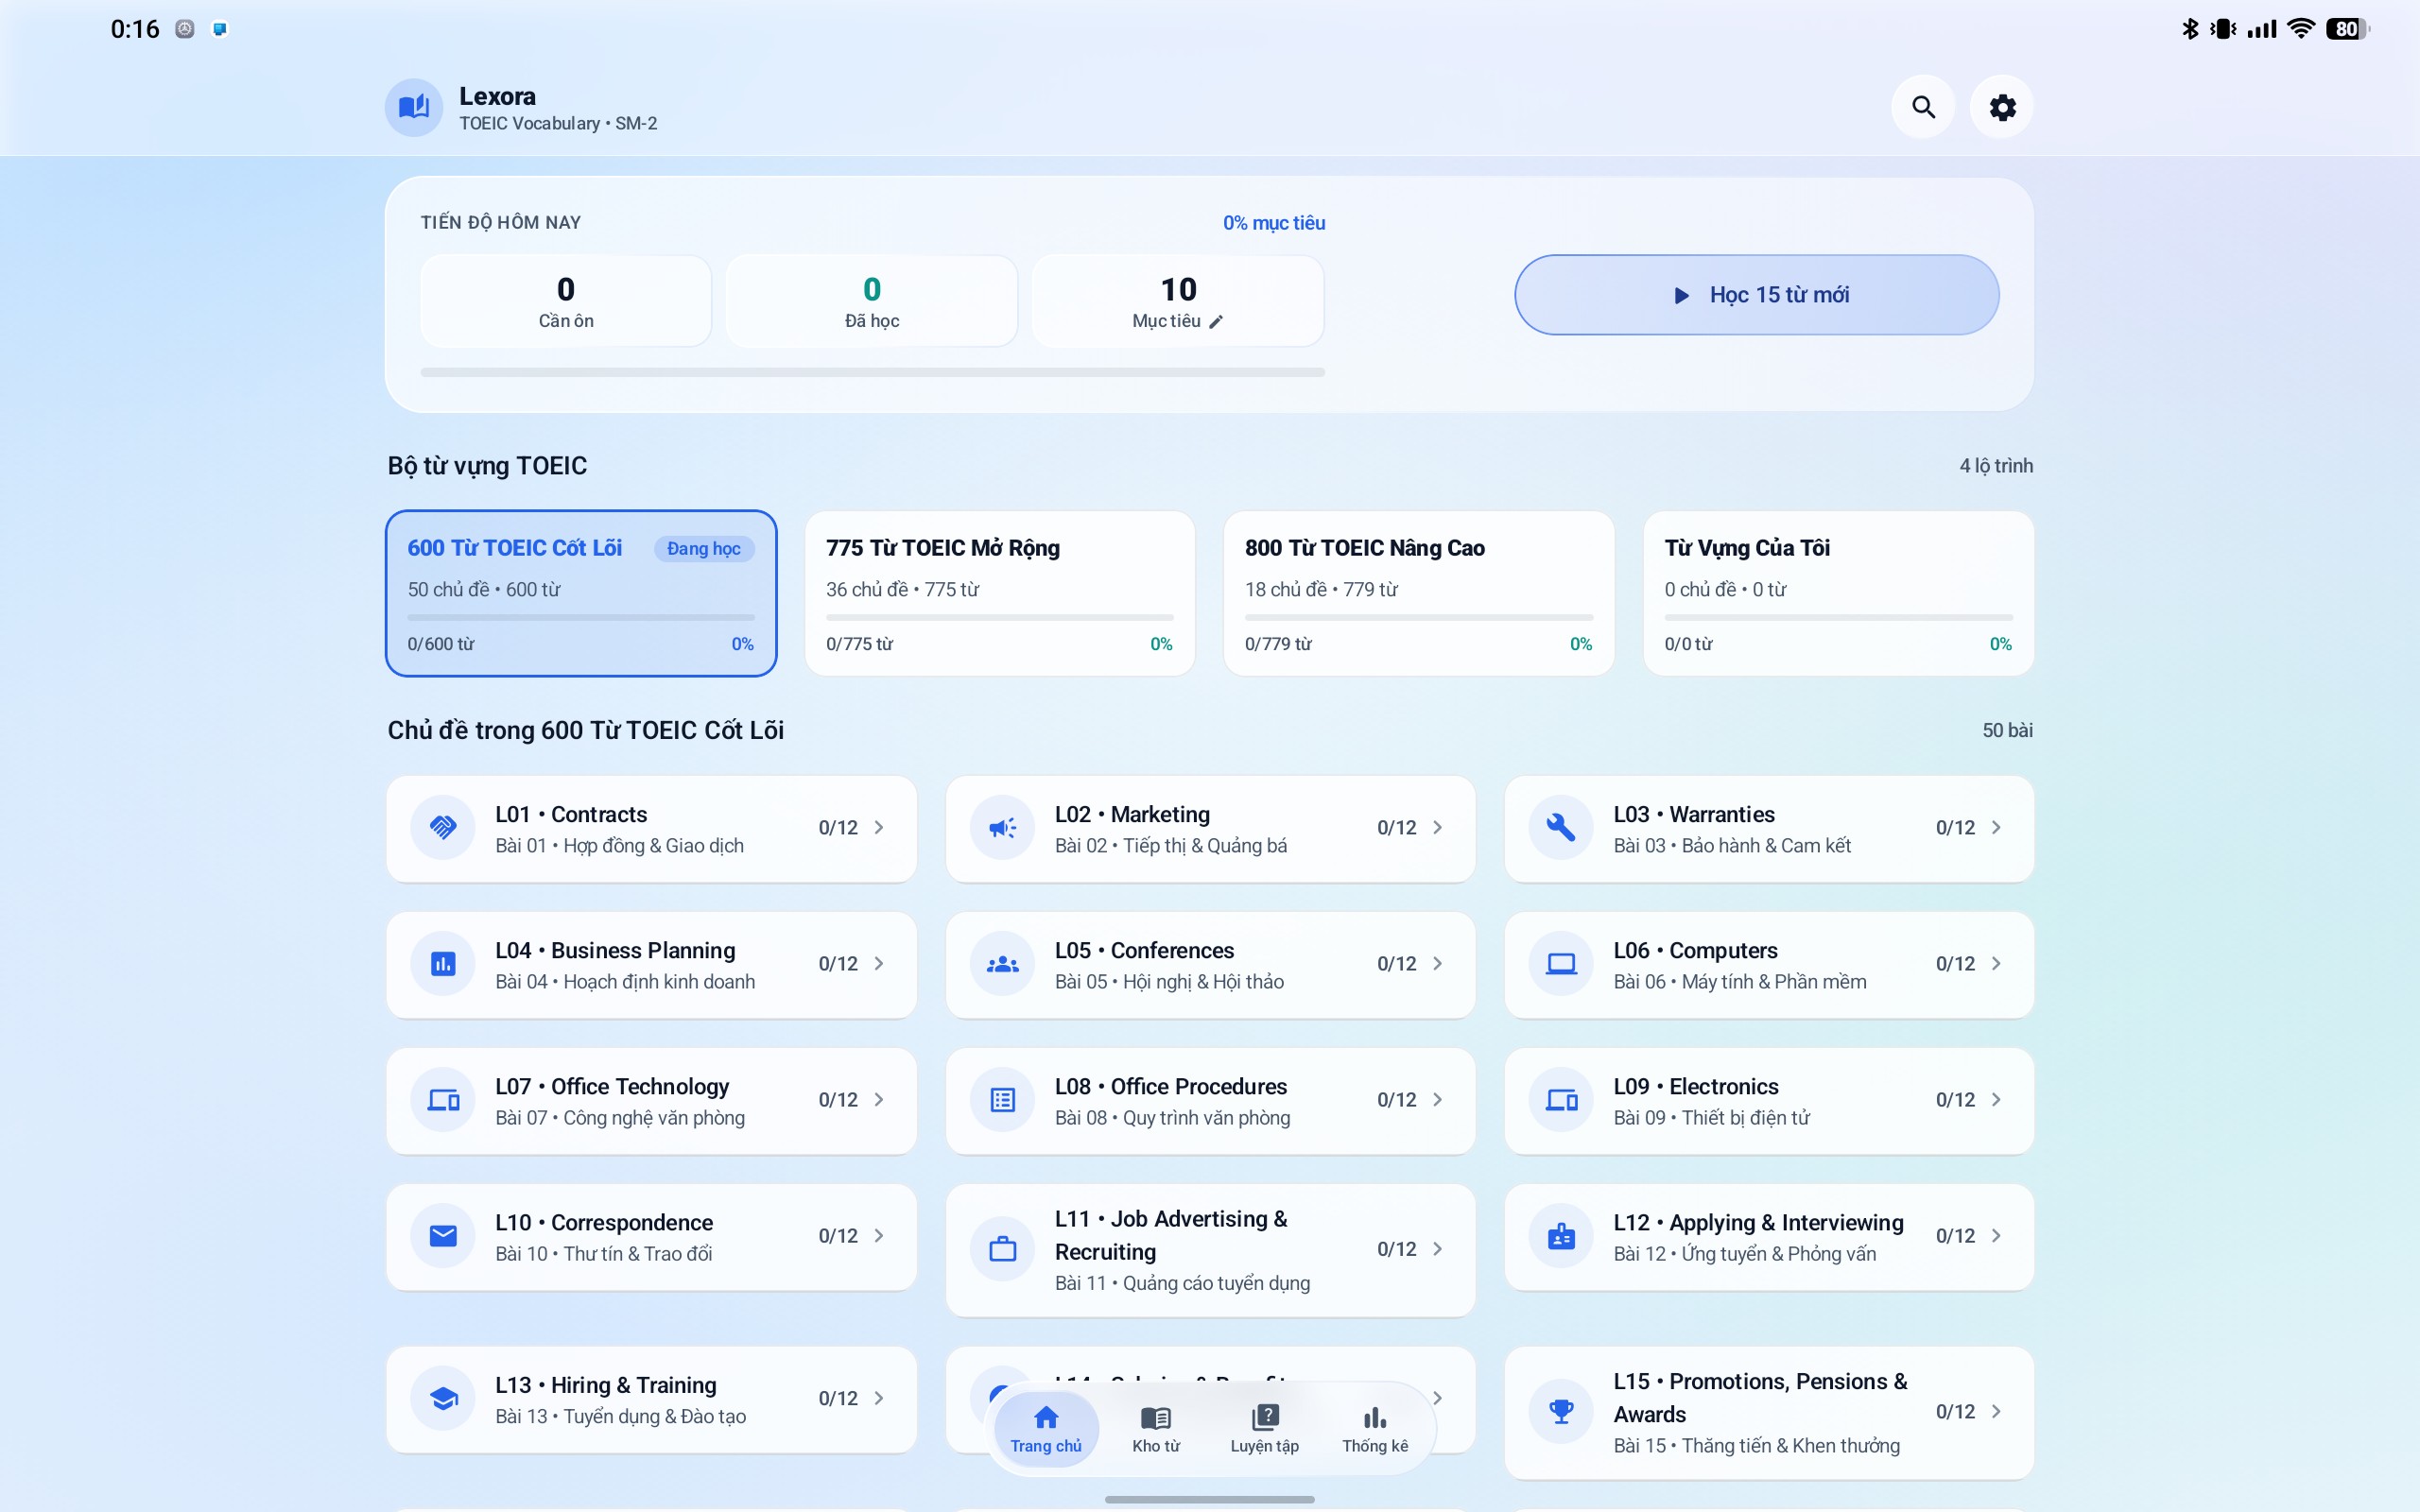 0:16
80
Lexora
TOEIC Vocabulary • SM-2
TIẾN ĐỘ HÔM NAY
0% mục tiêu
0
Cần ôn
0
Đã học
10
Mục tiêu
Học 15 từ mới
Bộ từ vựng TOEIC
4 lộ trình
600 Từ TOEIC Cốt Lõi
Đang học
50 chủ đề • 600 từ
0/600 từ
0%
775 Từ TOEIC Mở Rộng
36 chủ đề • 775 từ
0/775 từ
0%
800 Từ TOEIC Nâng Cao
18 chủ đề • 779 từ
0/779 từ
0%
Từ Vựng Của Tôi
0 chủ đề • 0 từ
0/0 từ
0%
Chủ đề trong 600 Từ TOEIC Cốt Lõi
50 bài
L01 • Contracts
Bài 01 • Hợp đồng & Giao dịch
0/12
L02 • Marketing
Bài 02 • Tiếp thị & Quảng bá
0/12
L03 • Warranties
Bài 03 • Bảo hành & Cam kết
0/12
L04 • Business Planning
Bài 04 • Hoạch định kinh doanh
0/12
L05 • Conferences
Bài 05 • Hội nghị & Hội thảo
0/12
L06 • Computers
Bài 06 • Máy tính & Phần mềm
0/12
L07 • Office Technology
Bài 07 • Công nghệ văn phòng
0/12
L08 • Office Procedures
Bài 08 • Quy trình văn phòng
0/12
L09 • Electronics
Bài 09 • Thiết bị điện tử
0/12
L10 • Correspondence
Bài 10 • Thư tín & Trao đổi
0/12
L11 • Job Advertising &
Recruiting
Bài 11 • Quảng cáo tuyển dụng
0/12
L12 • Applying & Interviewing
Bài 12 • Ứng tuyển & Phỏng vấn
0/12
L13 • Hiring & Training
Bài 13 • Tuyển dụng & Đào tạo
0/12
L15 • Promotions, Pensions &
Awards
Bài 15 • Thăng tiến & Khen thưởng
0/12
Trang chủ
Kho từ
Luyện tập
Thống kê